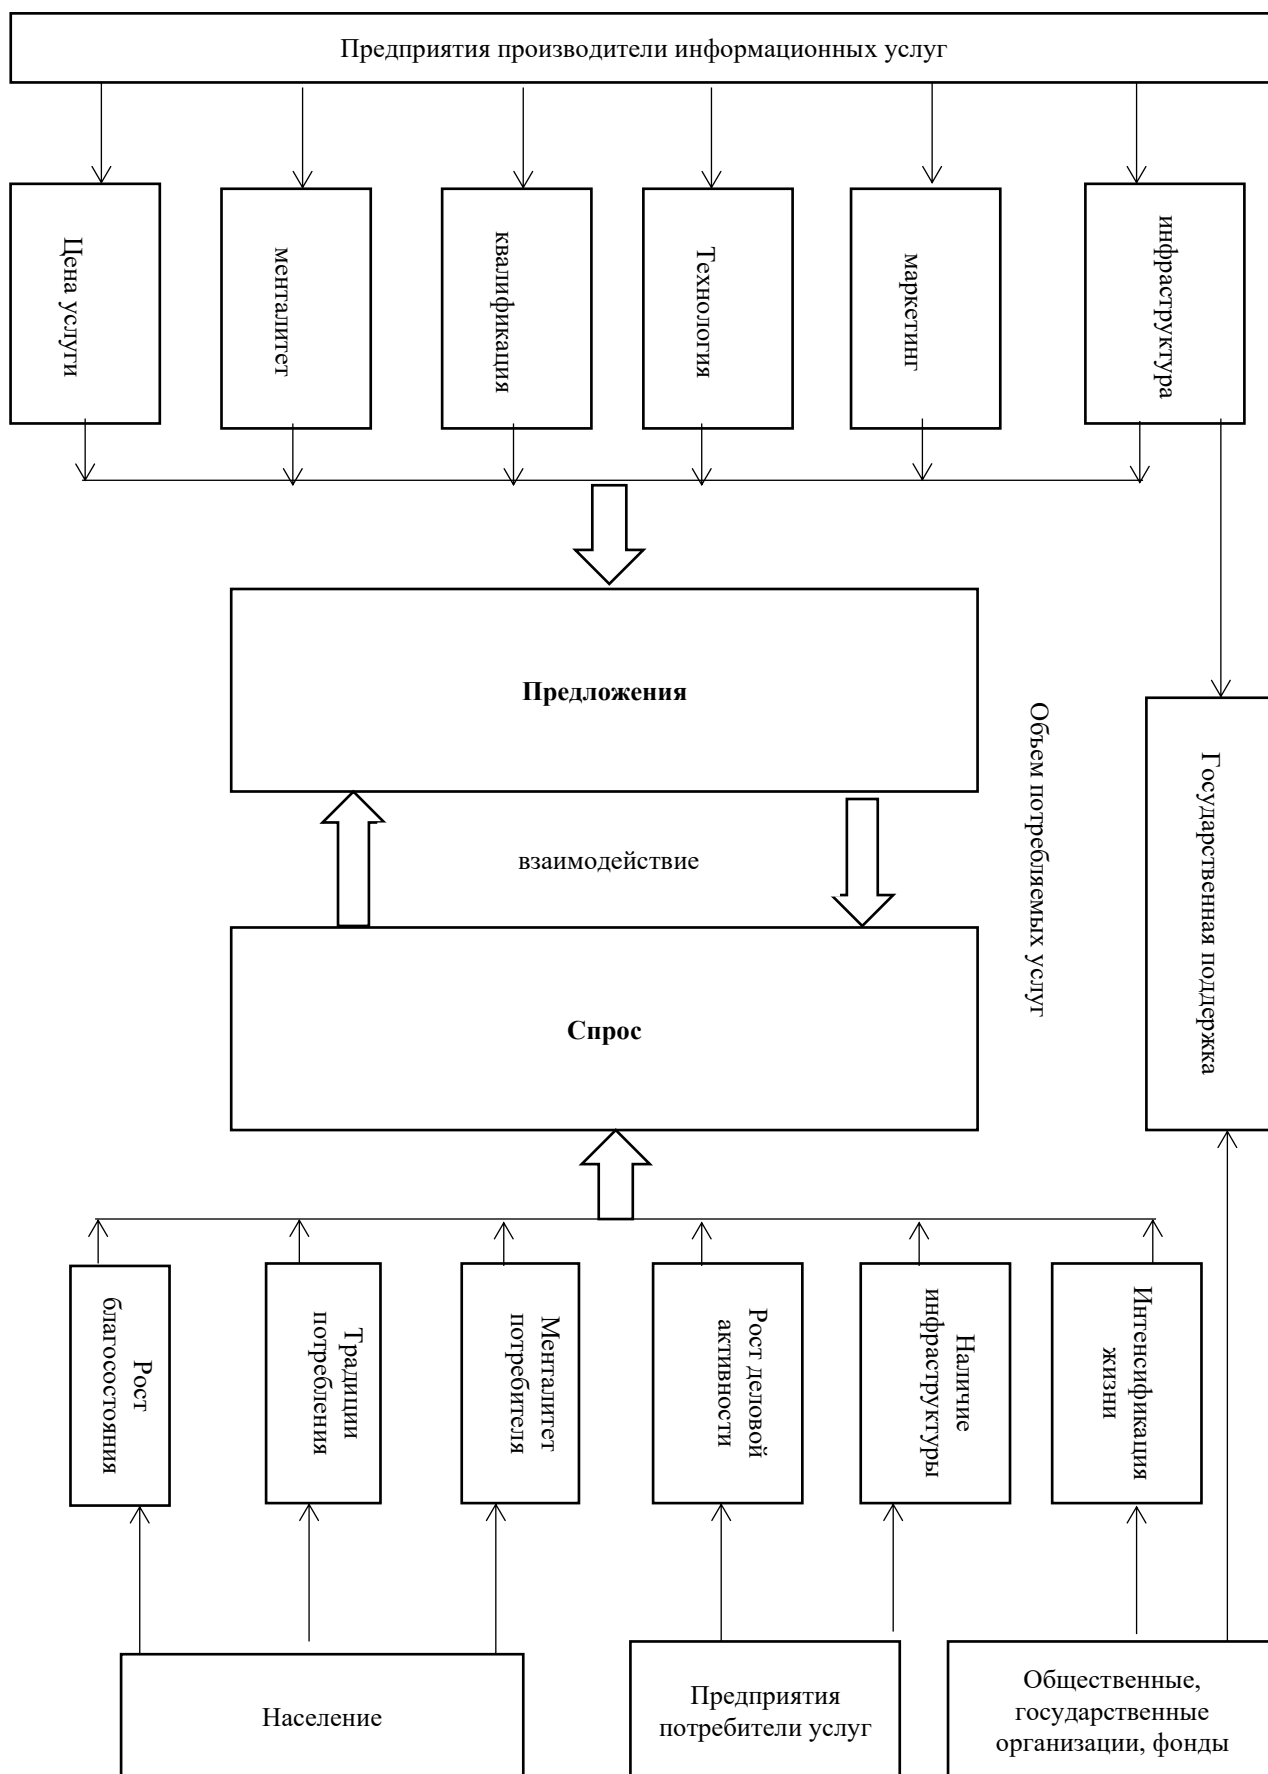 Предприятия производители информационных услуг
Цена услуги
менталитет
квалификация
Технология
маркетинг
инфраструктура
Предложения
взаимодействие
Объем потребляемых услуг
Государственная поддержка
Спрос
Рост
благосостояния
Традиции
потребления
Менталитет
потребителя
Рост деловой
активности
Наличие
инфраструктуры
Интенсификация
жизни
Население
Предприятия
потребители услуг
Общественные,
государственные
организации, фонды